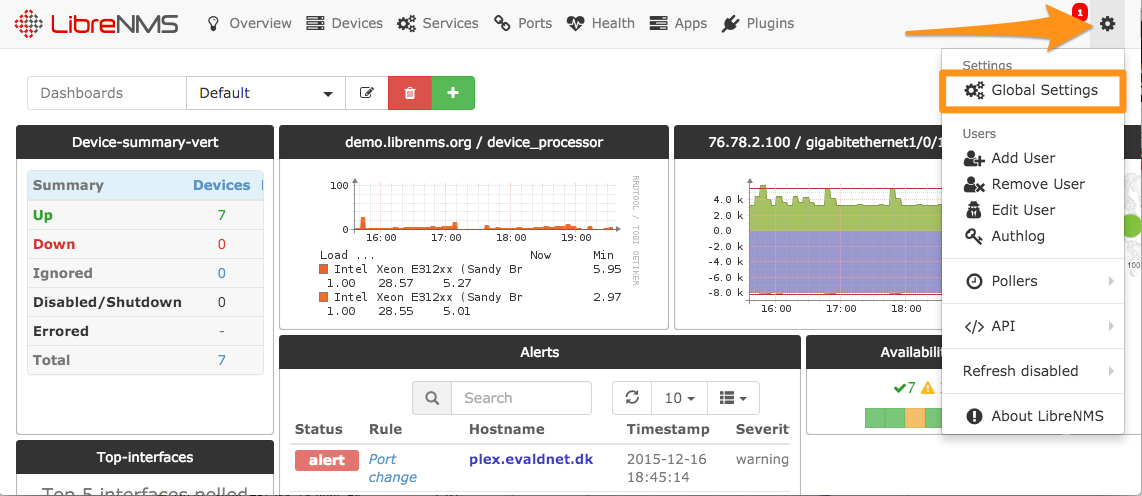 LibreNMS Overview Devices Services Ports Health Apps Plugins 1
Settings
Global Settings
Users
Add User
Remove User
Edit User
Authlog
Pollers
API
Refresh disabled
About LibreNMS
Dashboards Default
Device-summary-vert
Summary Devices
Up 7
Down 0
Ignored 0
Disabled/Shutdown 0
Errored -
Total 7
demo.librenms.org / device_processor
100
0
16:00 17:00 18:00 19:00
RRDTOOL / TOBI OETIKER
Load ... Now Min
Intel Xeon E312xx (Sandy Br 5.95
1.00 28.57 5.27
Intel Xeon E312xx (Sandy Br 2.97
1.00 28.55 5.01
76.78.2.100 / gigabitethernet1/0/1
4.0 k
2.0 k
0.0
-2.0 k
-4.0 k
-6.0 k
-8.0 k
16:00 17:00 18:00
100
Alerts
Search 10
Status Rule Hostname Timestamp Severit
alert Port change plex.evaldnet.dk 2015-12-16 18:45:14 warning
Availabili
7
Top-interfaces
Top 5 interfaces polled